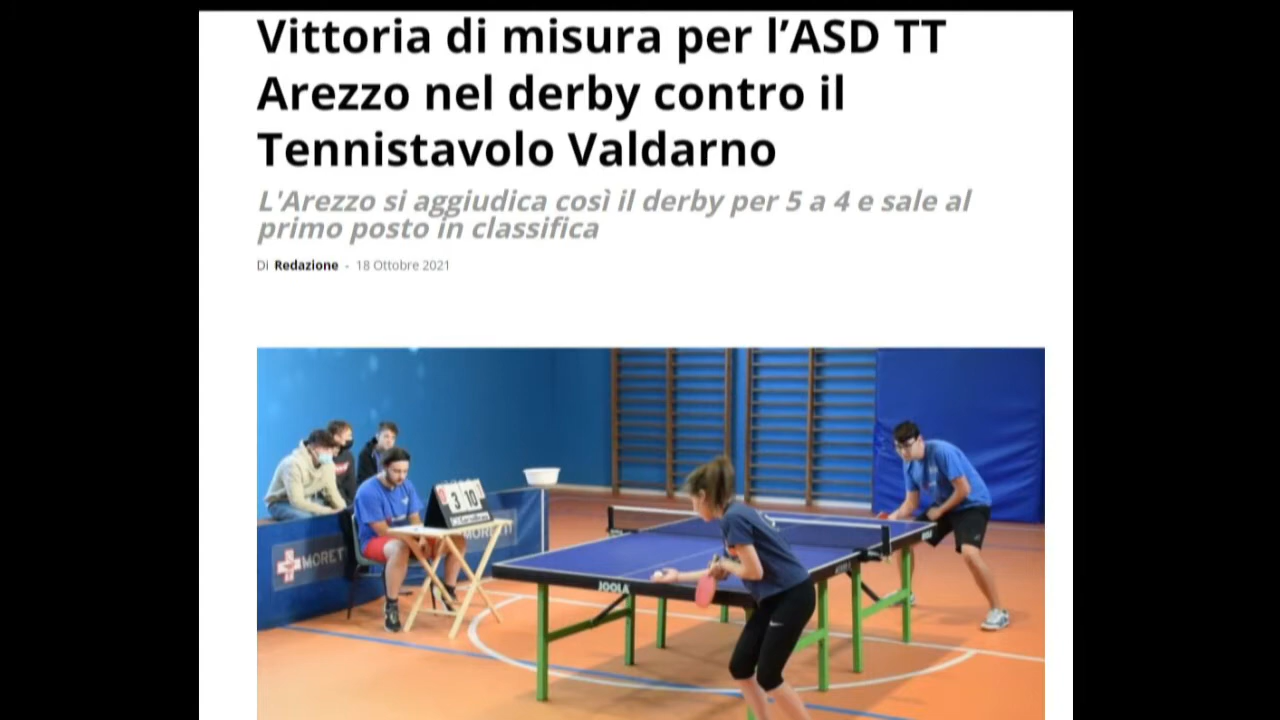 Vittoria di misura per l’ASD TT
Arezzo nel derby contro il
Tennistavolo Valdarno
L'Arezzo si aggiudica così il derby per 5 a 4 e sale al
primo posto in classifica
Di Redazione - 18 Ottobre 2021
3 10
MORETTI
JOOLA